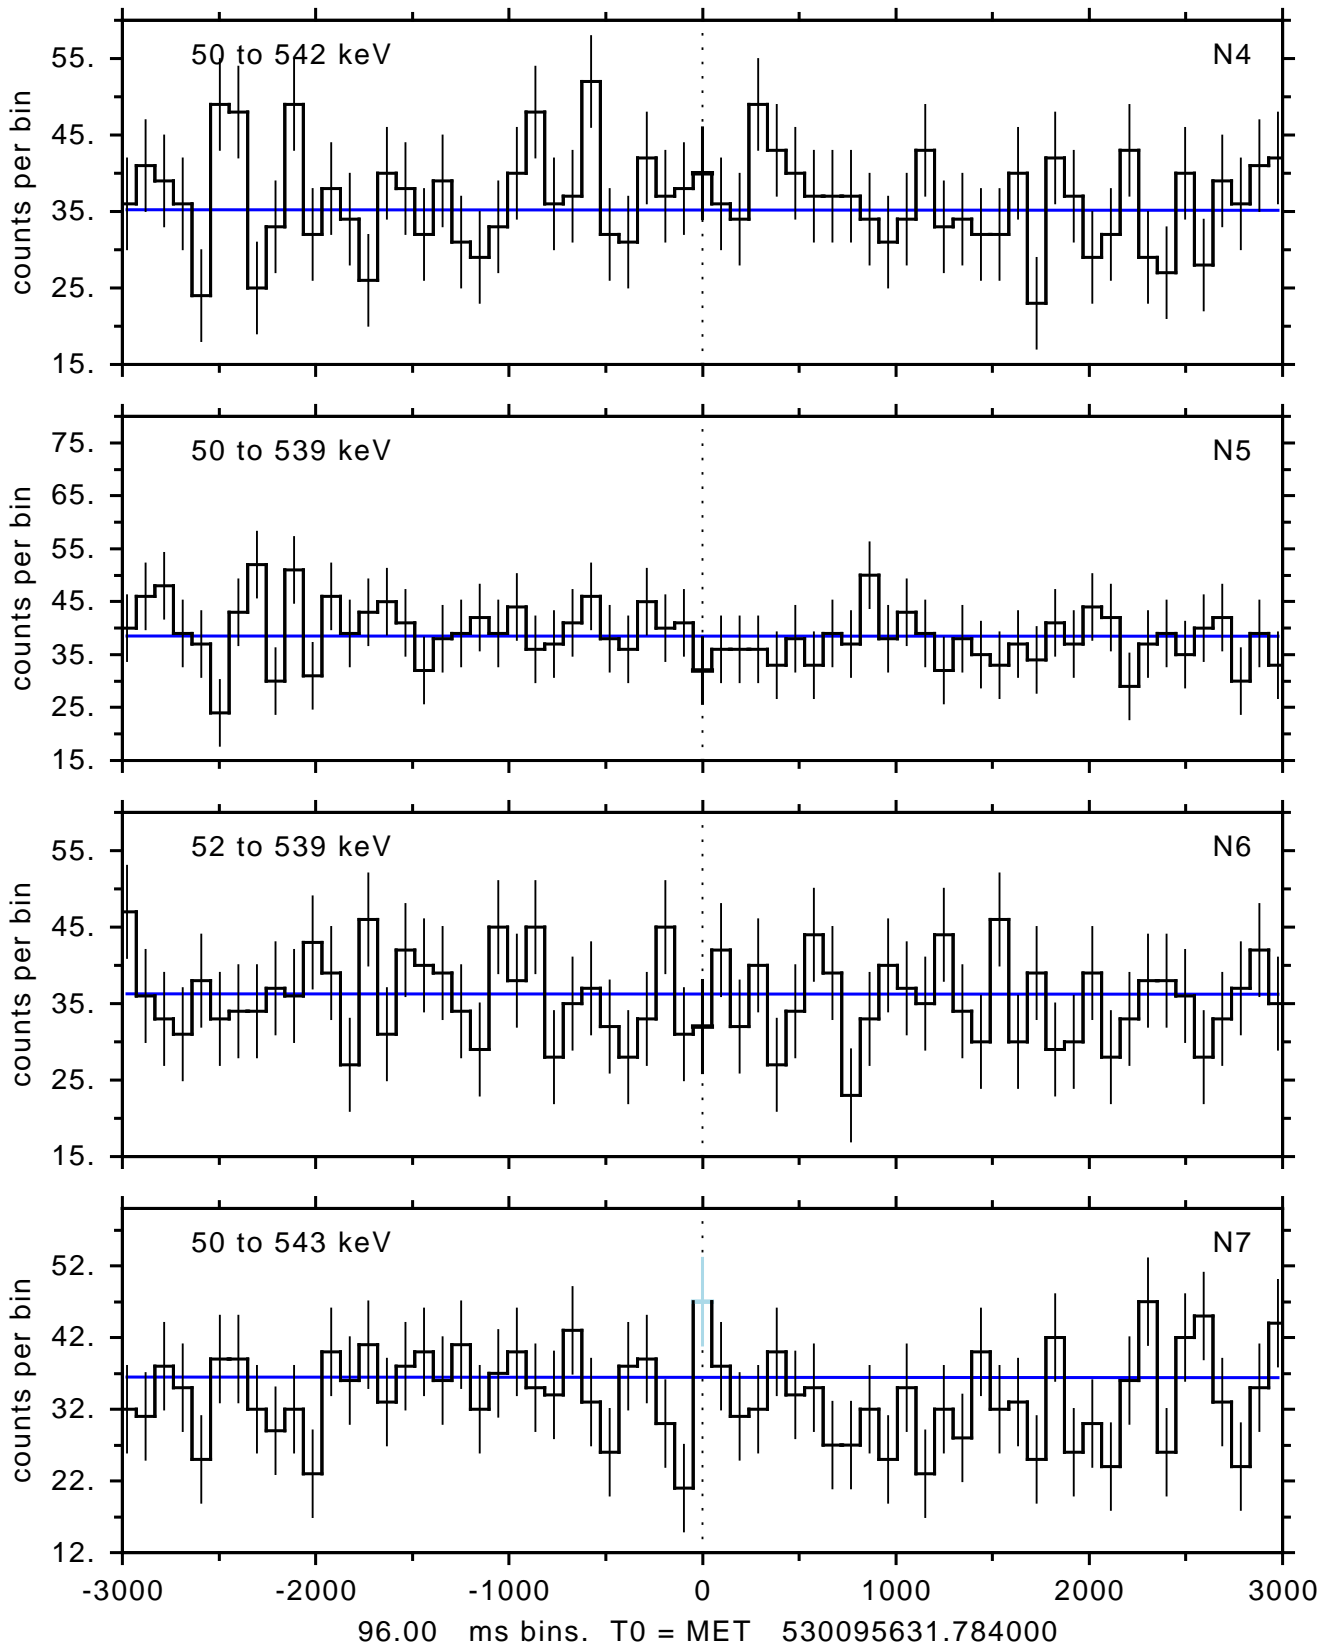 50 to 542 keV N4
55.
45.
35.
25.
15.
counts per bin
50 to 539 keV N5
75.
65.
55.
45.
35.
25.
15.
counts per bin
52 to 539 keV N6
55.
45.
35.
25.
15.
counts per bin
50 to 543 keV N7
52.
42.
32.
22.
12.
counts per bin
-3000 -2000 -1000 0 1000 2000 3000
96.00 ms bins. T0 = MET 530095631.784000